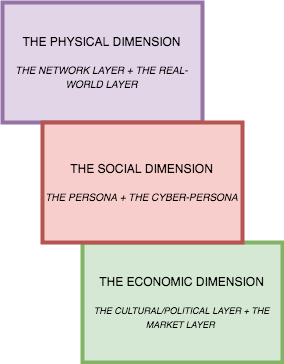 THE PHYSICAL DIMENSION
THE NETWORK LAYER + THE REAL-
WORLD LAYER
THE SOCIAL DIMENSION
THE PERSONA + THE CYBER-PERSONA
THE ECONOMIC DIMENSION
THE CULTURAL/POLITICAL LAYER + THE
MARKET LAYER